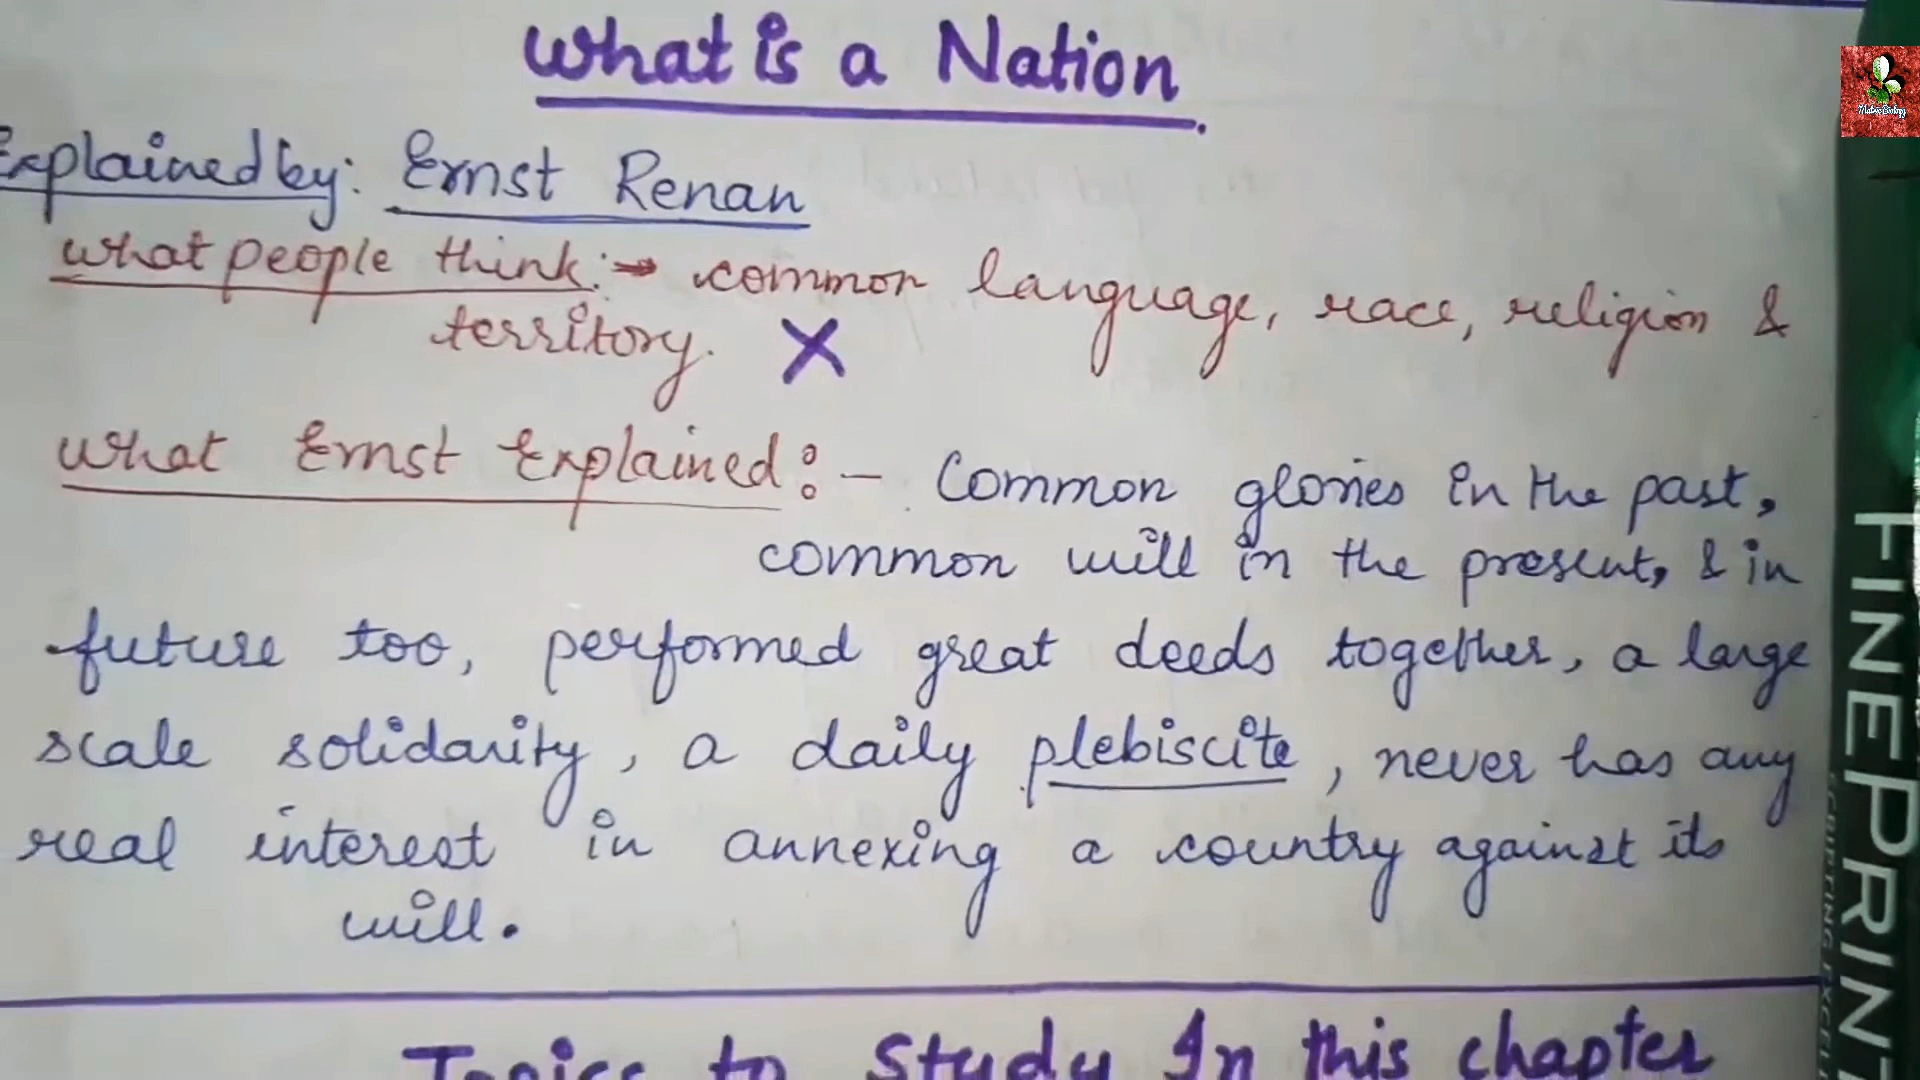 What is a Nation.
Explained by: Ernst Renan
what people think:→ common language, race, religion &
territory. X
what Ernst Explained:- Common glories in the past,
common will in the present, & in
future too, performed great deeds together, a large
scale solidarity, a daily plebiscite, never has any
real interest in annexing a country against its
will.
Topics to Study In this chapter
FINEPRINT